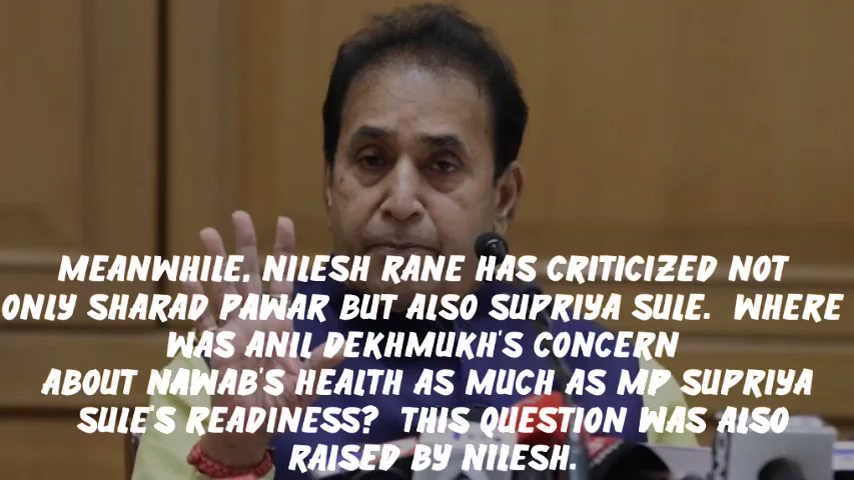 MEANWHILE, NILESH RANE HAS CRITICIZED NOT
ONLY SHARAD PAWAR BUT ALSO SUPRIYA SULE. WHERE
WAS ANIL DEKHMUKH'S CONCERN
ABOUT NAWAB'S HEALTH AS MUCH AS MP SUPRIYA
SULE'S READINESS? THIS QUESTION WAS ALSO
RAISED BY NILESH.